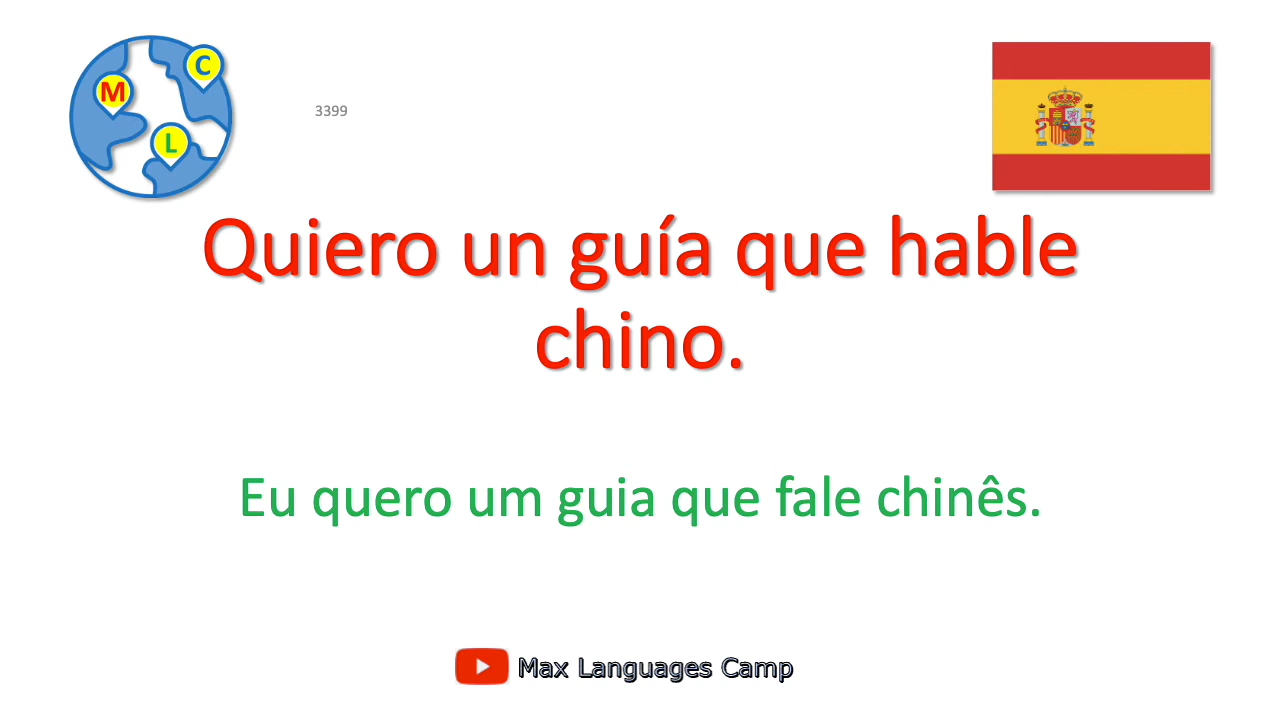 C
M
L
3399
Quiero un guía que hable
chino.
Eu quero um guia que fale chinês.
Max Languages Camp